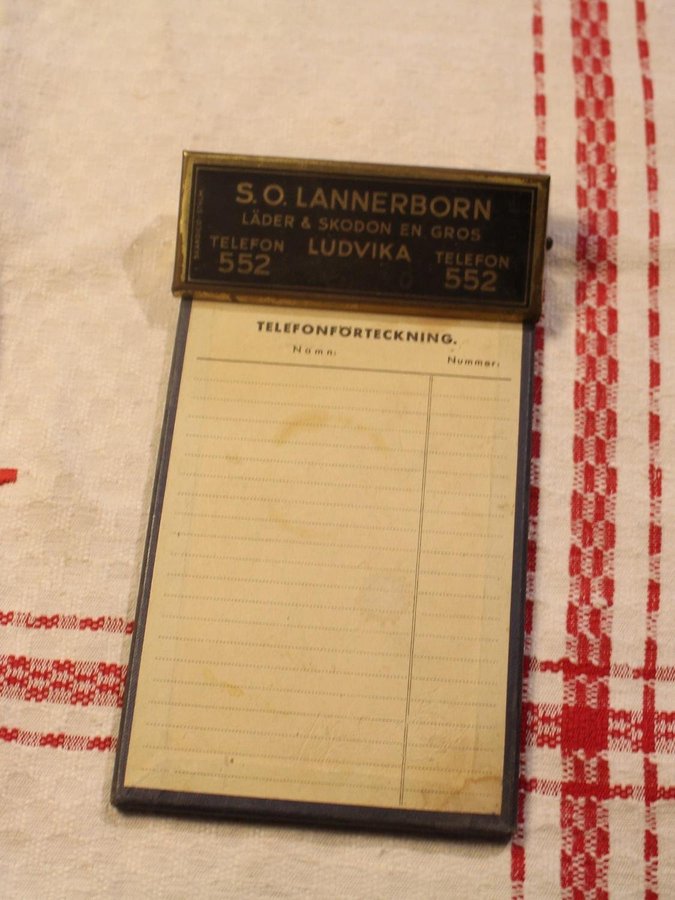 S.O. LANNERBORN
LÄDER & SKODON EN GROS
TELEFON LUDVIKA TELEFON
552 552
TELEFONFÖRTECKNING.
Namn: Nummer: